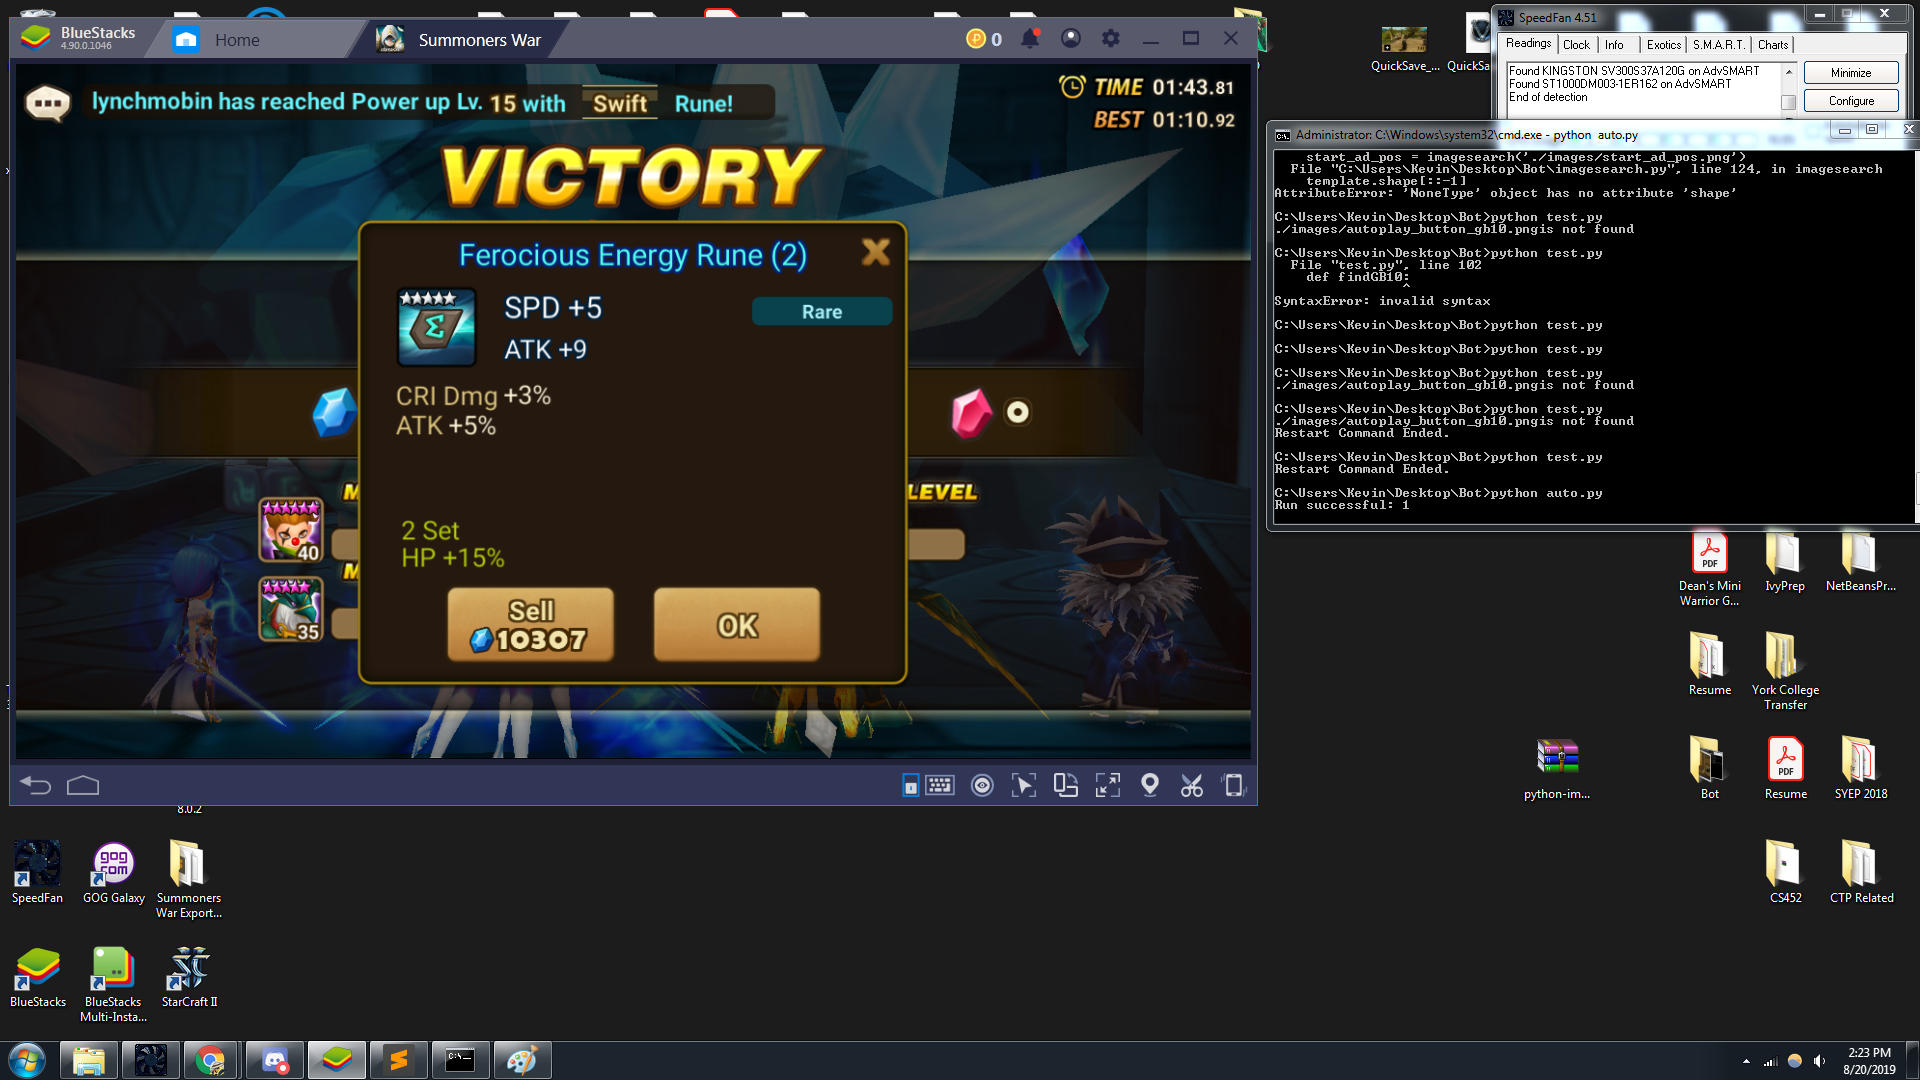 BlueStacks
4.90.0.1046
Home
Summoners War
0
lynchmobin has reached Power up Lv. 15 with Swift Rune!
TIME 01:43.81
BEST 01:10.92
VICTORY
Ferocious Energy Rune (2)
SPD +5
Rare
ATK +9
CRI Dmg +3%
ATK +5%
LEVEL
2 Set
HP +15%
40
35
Sell
10307
OK
QuickSave_...
SpeedFan 4.51
Readings
Clock
Info
Exotics
S.M.A.R.T.
Charts
Found KINGSTON SV300S37A120G on AdvSMART
Found ST1000DM003-1ER162 on AdvSMART
End of detection
Minimize
Configure
Administrator: C:\Windows\system32\cmd.exe - python  auto.py
start_ad_pos = imagesearch('./images/start_ad_pos.png')
File "C:\Users\Kevin\Desktop\Bot\imagesearch.py", line 124, in imagesearch
template.shape[::-1]
AttributeError: 'NoneType' object has no attribute 'shape'
C:\Users\Kevin\Desktop\Bot>python test.py
./images/autoplay_button_gb10.pngis not found
C:\Users\Kevin\Desktop\Bot>python test.py
File "test.py", line 102
def findGB10:
^
SyntaxError: invalid syntax
C:\Users\Kevin\Desktop\Bot>python test.py
C:\Users\Kevin\Desktop\Bot>python test.py
C:\Users\Kevin\Desktop\Bot>python test.py
./images/autoplay_button_gb10.pngis not found
C:\Users\Kevin\Desktop\Bot>python test.py
./images/autoplay_button_gb10.pngis not found
Restart Command Ended.
C:\Users\Kevin\Desktop\Bot>python test.py
Restart Command Ended.
C:\Users\Kevin\Desktop\Bot>python auto.py
Run successful: 1
PDF
Dean's Mini
Warrior G...
IvyPrep
NetBeansPr...
Resume
York College
Transfer
python-im...
Bot
PDF
Resume
SYEP 2018
CS452
CTP Related
8.0.2
SpeedFan
gog
com
GOG Galaxy
Summoners
War Export...
BlueStacks
BlueStacks
Multi-Insta...
StarCraft II
2:23 PM
8/20/2019